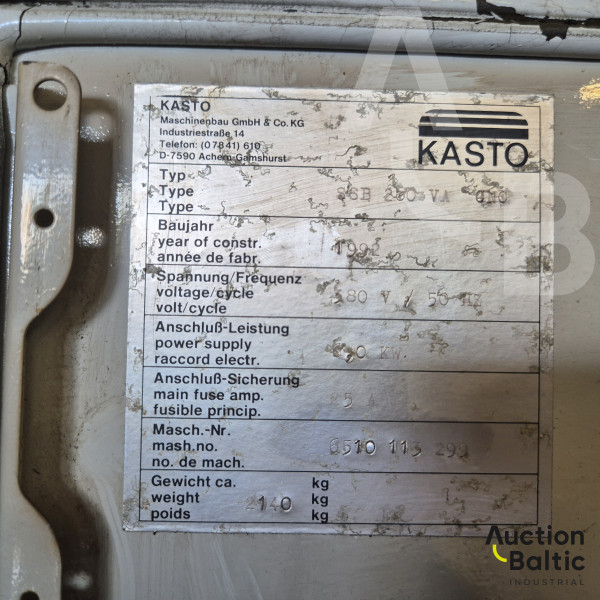 KASTO
Maschinenbau GmbH & Co. KG
Industriestraße 14
Telefon: (07841) 610
D-7590 Achern-Gamshurst
KASTO
Typ
Type
Type
Baujahr
year of constr.
année de fabr.
Spannung/Frequenz
voltage/cycle 380 V / 50 HZ
volt/cycle
Anschluß-Leistung
power supply KW.
raccord electr.
Anschluß-Sicherung
main fuse amp. 25 A
fusible princip.
Masch.-Nr.
mash.no.
no. de mach.
Gewicht ca. kg
weight 2140 kg
poids kg
Auction
Baltic
INDUSTRIAL